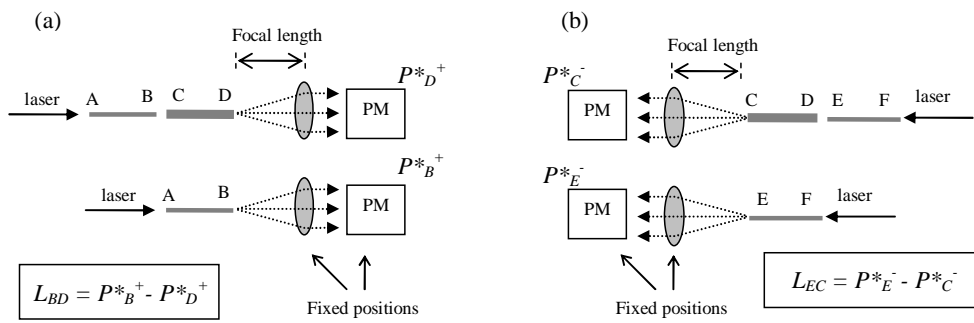 (a)
Focal length
P*D+
laser
A B C D
PM
P*B+
laser
A B
PM
LBD = P*B+ - P*D+
Fixed positions
(b)
Focal length
P*C-
PM
C D E F
laser
P*E-
PM
E F
laser
LEC = P*E- - P*C-
Fixed positions